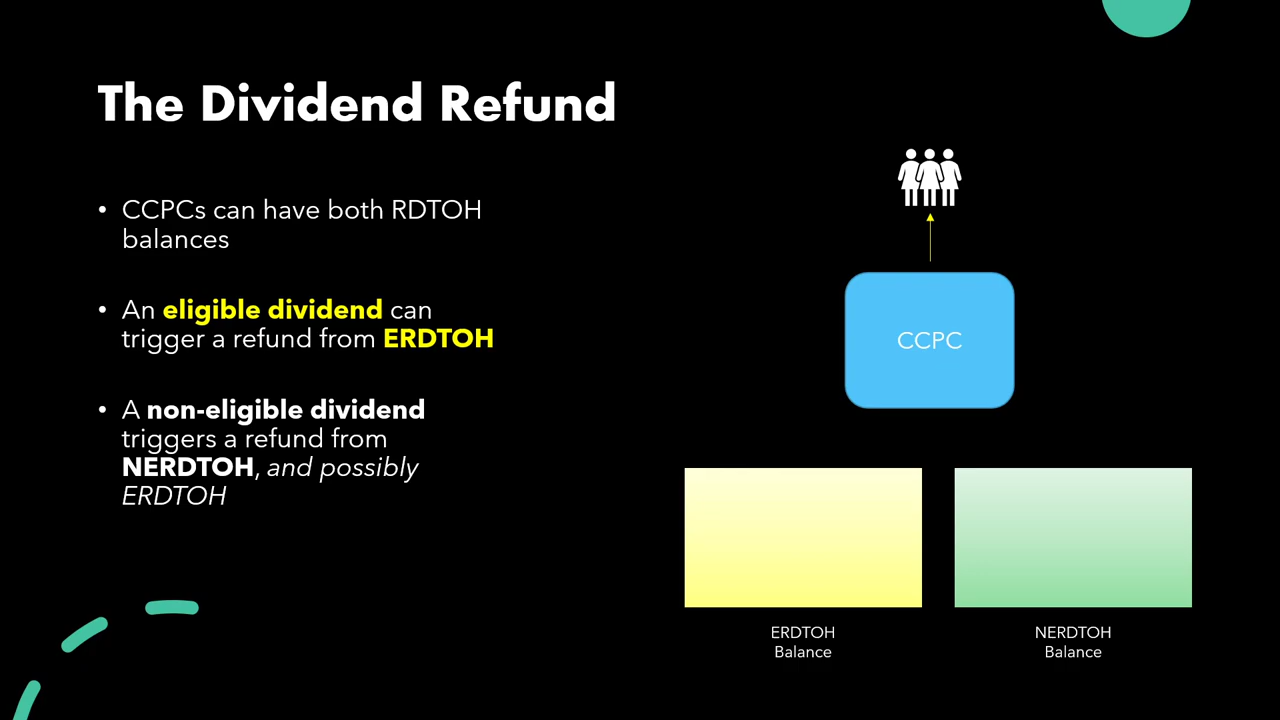 The Dividend Refund
• CCPCs can have both RDTOH
balances
• An eligible dividend can
trigger a refund from ERDTOH
• A non-eligible dividend
triggers a refund from
NERDTOH, and possibly
ERDTOH
CCPC
ERDTOH
Balance
NERDTOH
Balance